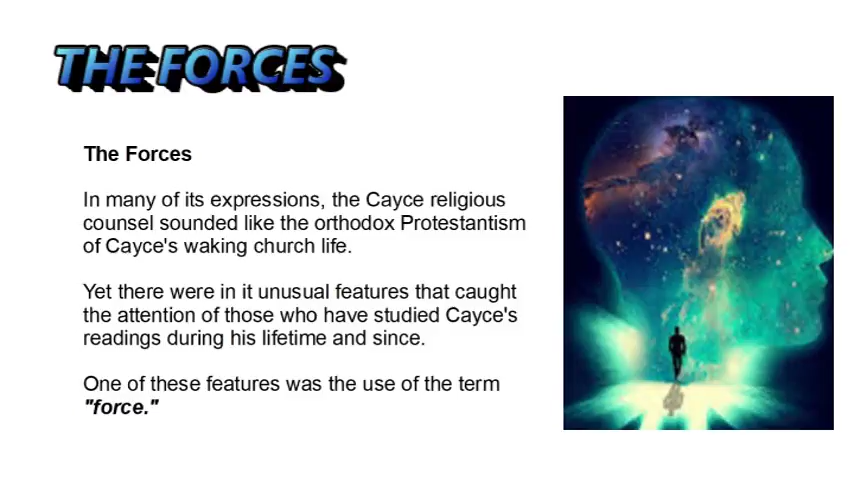 THE FORCES
The Forces
In many of its expressions, the Cayce religious
counsel sounded like the orthodox Protestantism
of Cayce's waking church life.
Yet there were in it unusual features that caught
the attention of those who have studied Cayce's
readings during his lifetime and since.
One of these features was the use of the term
"force."